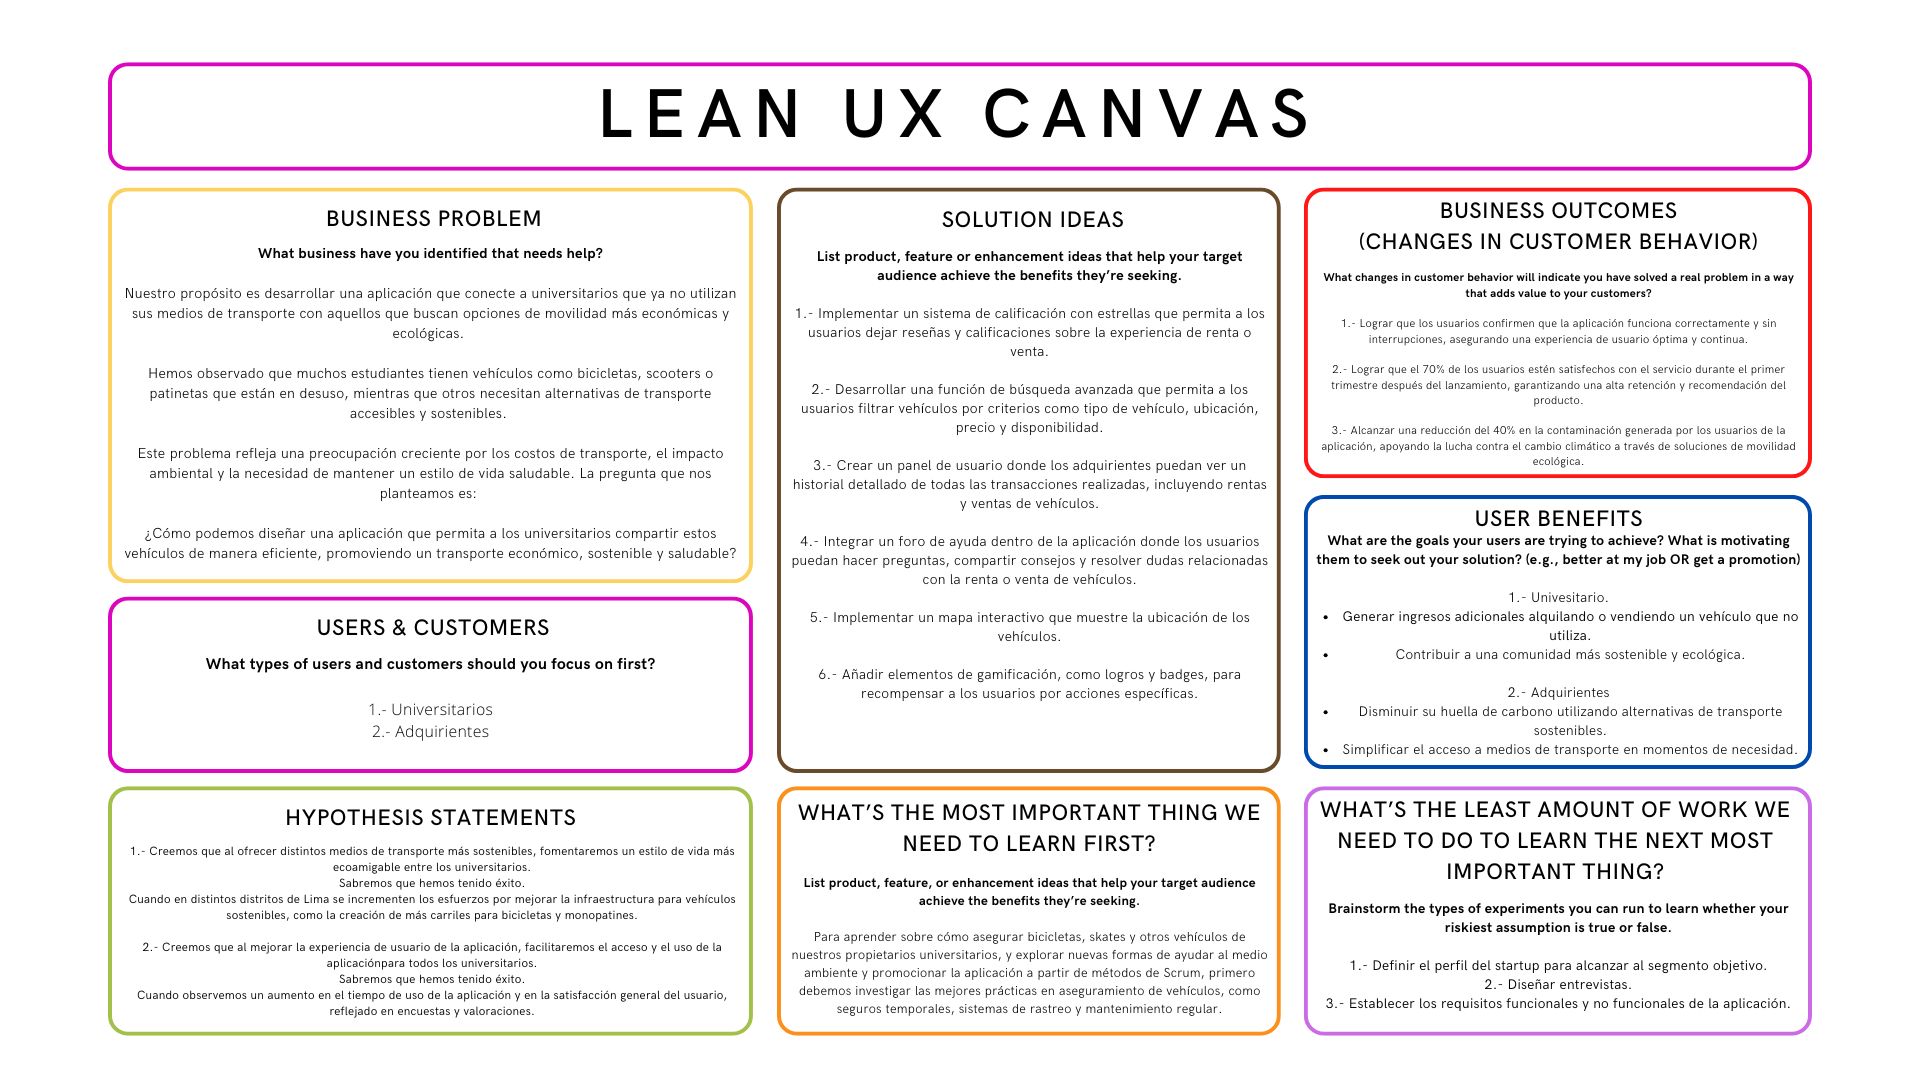 LEAN UX CANVAS
BUSINESS PROBLEM
What business have you identified that needs help?
Nuestro propósito es desarrollar una aplicación que conecte a universitarios que ya no utilizan
sus medios de transporte con aquellos que buscan opciones de movilidad más económicas y
ecológicas.
Hemos observado que muchos estudiantes tienen vehículos como bicicletas, scooters o
patinetas que están en desuso, mientras que otros necesitan alternativas de transporte
accesibles y sostenibles.
Este problema refleja una preocupación creciente por los costos de transporte, el impacto
ambiental y la necesidad de mantener un estilo de vida saludable. La pregunta que nos
planteamos es:
¿Cómo podemos diseñar una aplicación que permita a los universitarios compartir estos
vehículos de manera eficiente, promoviendo un transporte económico, sostenible y saludable?
USERS & CUSTOMERS
What types of users and customers should you focus on first?
1.- Universitarios
2.- Adquirientes
HYPOTHESIS STATEMENTS
1.- Creemos que al ofrecer distintos medios de transporte más sostenibles, fomentaremos un estilo de vida más
ecoamigable entre los universitarios.
Sabremos que hemos tenido éxito.
Cuando en distintos distritos de Lima se incrementen los esfuerzos por mejorar la infraestructura para vehículos
sostenibles, como la creación de más carriles para bicicletas y monopatines.
2.- Creemos que al mejorar la experiencia de usuario de la aplicación, facilitaremos el acceso y el uso de la
aplicaciónpara todos los universitarios.
Sabremos que hemos tenido éxito.
Cuando observemos un aumento en el tiempo de uso de la aplicación y en la satisfacción general del usuario,
reflejado en encuestas y valoraciones.
SOLUTION IDEAS
List product, feature or enhancement ideas that help your target
audience achieve the benefits they're seeking.
1.- Implementar un sistema de calificación con estrellas que permita a los
usuarios dejar reseñas y calificaciones sobre la experiencia de renta o
venta.
2.- Desarrollar una función de búsqueda avanzada que permita a los
usuarios filtrar vehículos por criterios como tipo de vehículo, ubicación,
precio y disponibilidad.
3.- Crear un panel de usuario donde los adquirientes puedan ver un
historial detallado de todas las transacciones realizadas, incluyendo rentas
y ventas de vehículos.
4.- Integrar un foro de ayuda dentro de la aplicación donde los usuarios
puedan hacer preguntas, compartir consejos y resolver dudas relacionadas
con la renta o venta de vehículos.
5.- Implementar un mapa interactivo que muestre la ubicación de los
vehículos.
6.- Añadir elementos de gamificación, como logros y badges, para
recompensar a los usuarios por acciones específicas.
WHAT'S THE MOST IMPORTANT THING WE
NEED TO LEARN FIRST?
List product, feature, or enhancement ideas that help your target audience
achieve the benefits they're seeking.
Para aprender sobre cómo asegurar bicicletas, skates y otros vehículos de
nuestros propietarios universitarios, y explorar nuevas formas de ayudar al medio
ambiente y promocionar la aplicación a partir de métodos de Scrum, primero
debemos investigar las mejores prácticas en aseguramiento de vehículos, como
seguros temporales, sistemas de rastreo y mantenimiento regular.
BUSINESS OUTCOMES
(CHANGES IN CUSTOMER BEHAVIOR)
What changes in customer behavior will indicate you have solved a real problem in a way
that adds value to your customers?
1.- Lograr que los usuarios confirmen que la aplicación funciona correctamente y sin
interrupciones, asegurando una experiencia de usuario óptima y continua.
2.- Lograr que el 70% de los usuarios estén satisfechos con el servicio durante el primer
trimestre después del lanzamiento, garantizando una alta retención y recomendación del
producto.
3.- Alcanzar una reducción del 40% en la contaminación generada por los usuarios de la
aplicación, apoyando la lucha contra el cambio climático a través de soluciones de movilidad
ecológica.
USER BENEFITS
What are the goals your users are trying to achieve? What is motivating
them to seek out your solution? (e.g., better at my job OR get a promotion)
1.- Univesitario.
• Generar ingresos adicionales alquilando o vendiendo un vehículo que no
utiliza.
• Contribuir a una comunidad más sostenible y ecológica.
2.- Adquirientes
• Disminuir su huella de carbono utilizando alternativas de transporte
sostenibles.
• Simplificar el acceso a medios de transporte en momentos de necesidad.
WHAT'S THE LEAST AMOUNT OF WORK WE
NEED TO DO TO LEARN THE NEXT MOST
IMPORTANT THING?
Brainstorm the types of experiments you can run to learn whether your
riskiest assumption is true or false.
1.- Definir el perfil del startup para alcanzar al segmento objetivo.
2.- Diseñar entrevistas.
3.- Establecer los requisitos funcionales y no funcionales de la aplicación.